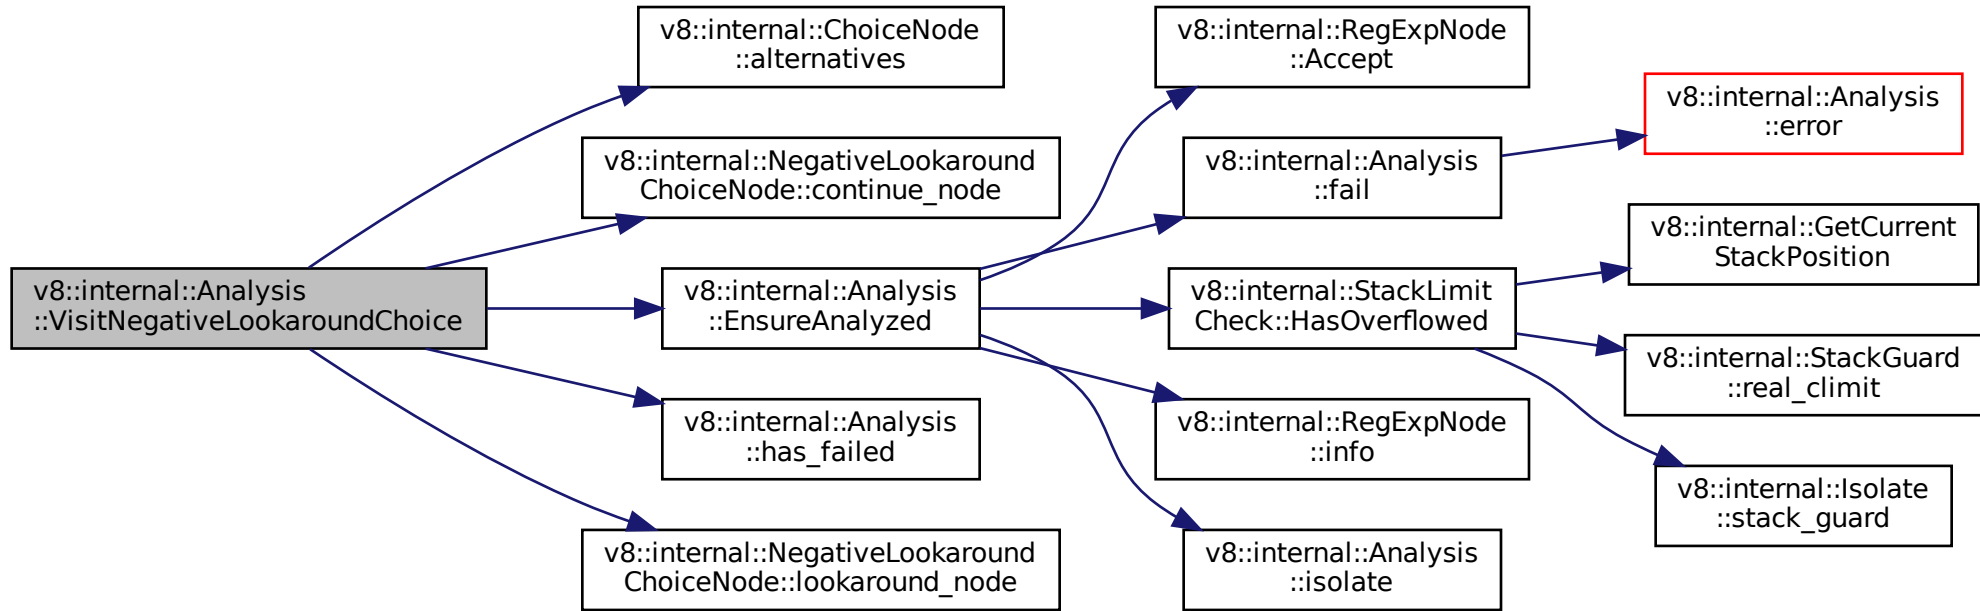 v8::internal::Analysis
::VisitNegativeLookaroundChoice
v8::internal::ChoiceNode
::alternatives
v8::internal::NegativeLookaround
ChoiceNode::continue_node
v8::internal::Analysis
::EnsureAnalyzed
v8::internal::Analysis
::has_failed
v8::internal::NegativeLookaround
ChoiceNode::lookaround_node
v8::internal::RegExpNode
::Accept
v8::internal::Analysis
::fail
v8::internal::StackLimit
Check::HasOverflowed
v8::internal::RegExpNode
::info
v8::internal::Analysis
::isolate
v8::internal::Analysis
::error
v8::internal::GetCurrent
StackPosition
v8::internal::StackGuard
::real_climit
v8::internal::Isolate
::stack_guard